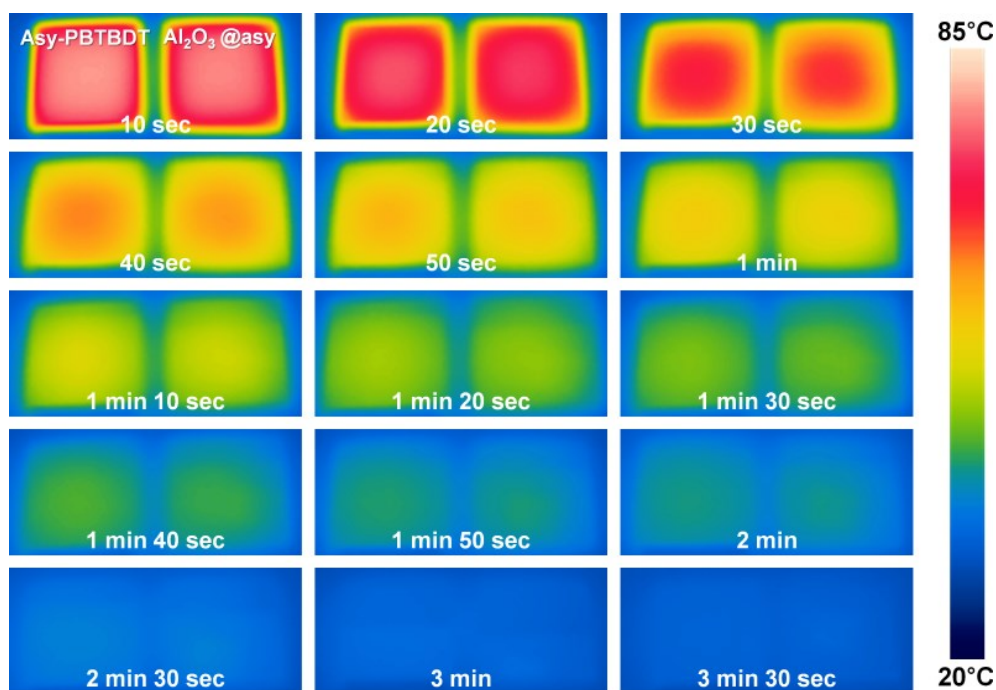 Asy-PBTBDT Al₂O₃ @asy 85°C
10 sec 20 sec 30 sec
40 sec 50 sec 1 min
1 min 10 sec 1 min 20 sec 1 min 30 sec
1 min 40 sec 1 min 50 sec 2 min
2 min 30 sec 3 min 3 min 30 sec 20°C